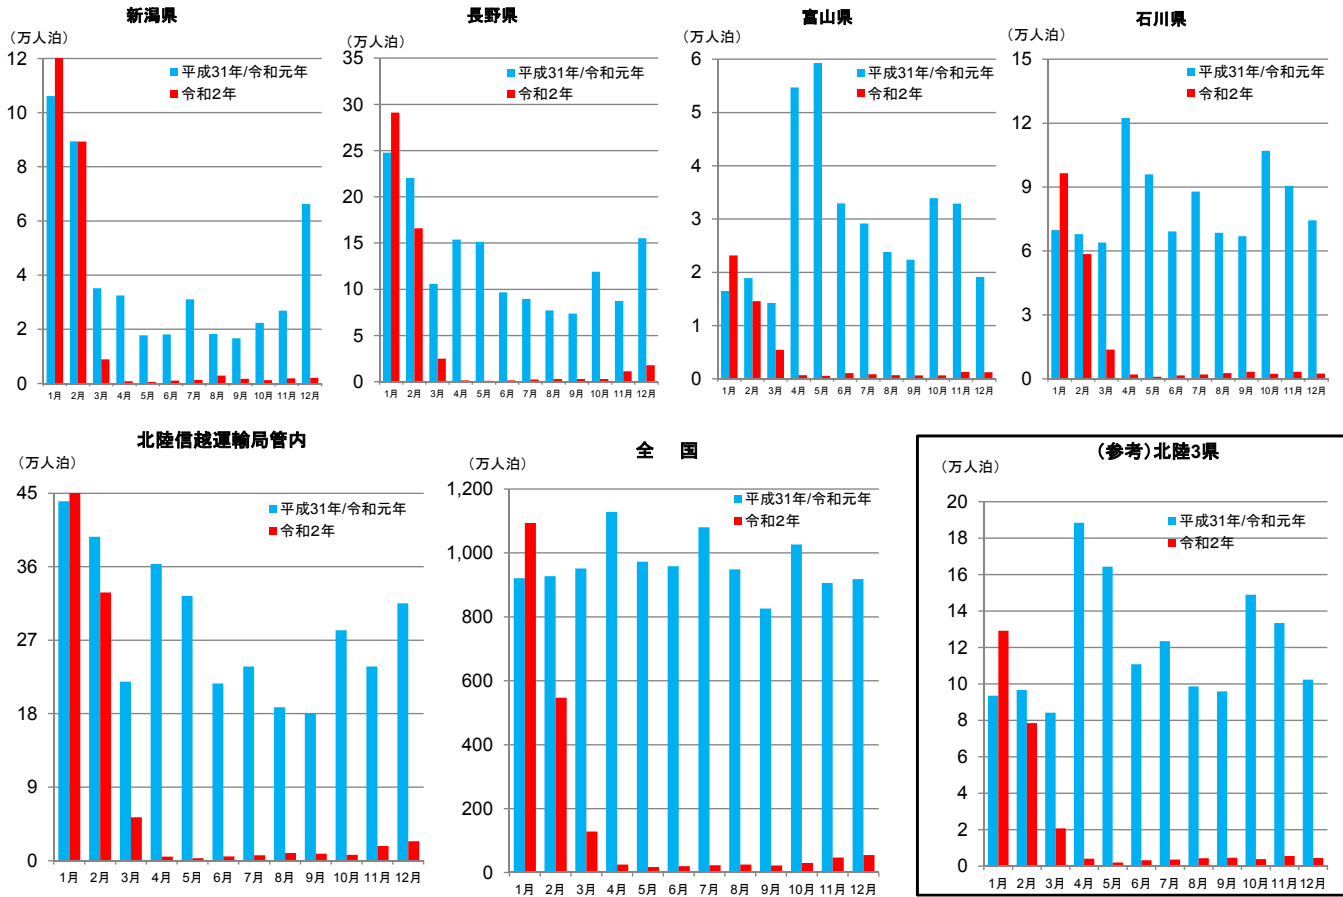 新潟県
（万人泊）
12
10
8
6
4
2
0
平成31年/令和元年
令和2年
1月 2月 3月 4月 5月 6月 7月 8月 9月 10月 11月 12月
長野県
（万人泊）
35
30
25
20
15
10
5
0
平成31年/令和元年
令和2年
1月 2月 3月 4月 5月 6月 7月 8月 9月 10月 11月 12月
富山県
（万人泊）
6
5
4
3
2
1
0
平成31年/令和元年
令和2年
1月 2月 3月 4月 5月 6月 7月 8月 9月 10月 11月 12月
石川県
（万人泊）
15
12
9
6
3
0
平成31年/令和元年
令和2年
1月 2月 3月 4月 5月 6月 7月 8月 9月 10月 11月 12月
北陸信越運輸局管内
（万人泊）
45
36
27
18
9
0
平成31年/令和元年
令和2年
1月 2月 3月 4月 5月 6月 7月 8月 9月 10月 11月 12月
全　国
（万人泊）
1,200
1,000
800
600
400
200
0
平成31年/令和元年
令和2年
1月 2月 3月 4月 5月 6月 7月 8月 9月 10月 11月 12月
（参考）北陸3県
（万人泊）
20
18
16
14
12
10
8
6
4
2
0
平成31年/令和元年
令和2年
1月 2月 3月 4月 5月 6月 7月 8月 9月 10月 11月 12月